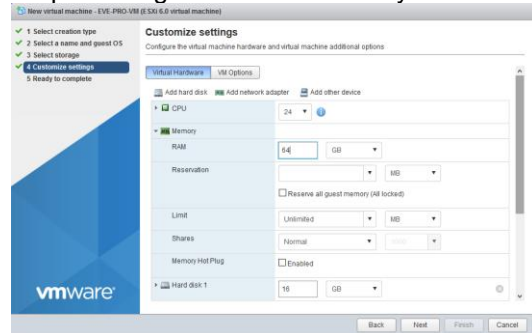 New virtual machine - EVE-PRO-VM (ESXi 6.0 virtual machine)
✓ 1 Select creation type
✓ 2 Select a name and guest OS
✓ 3 Select storage
✓ 4 Customize settings
5 Ready to complete
Customize settings
Configure the virtual machine hardware and virtual machine additional options
Virtual Hardware VM Options
Add hard disk Add network adapter Add other device
CPU 24
Memory
RAM 64 GB
Reservation MB
Reserve all guest memory (All locked)
Limit Unlimited MB
Shares Normal
Memory Hot Plug Enabled
Hard disk 1 16 GB
vmware
Back Next Finish Cancel